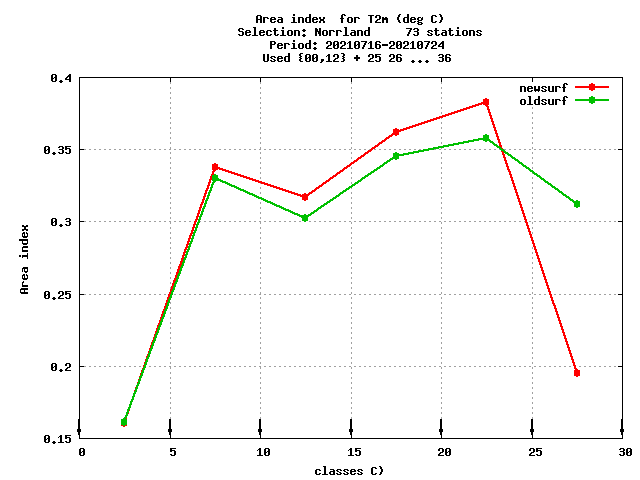 Area index  for T2m (deg C)
Selection: Norrland     73 stations
Period: 20210716-20210724
Used {00,12} + 25 26 ... 36
newsurf
oldsurf
Area index
0.4
0.35
0.3
0.25
0.2
0.15
0 5 10 15 20 25 30
classes C)